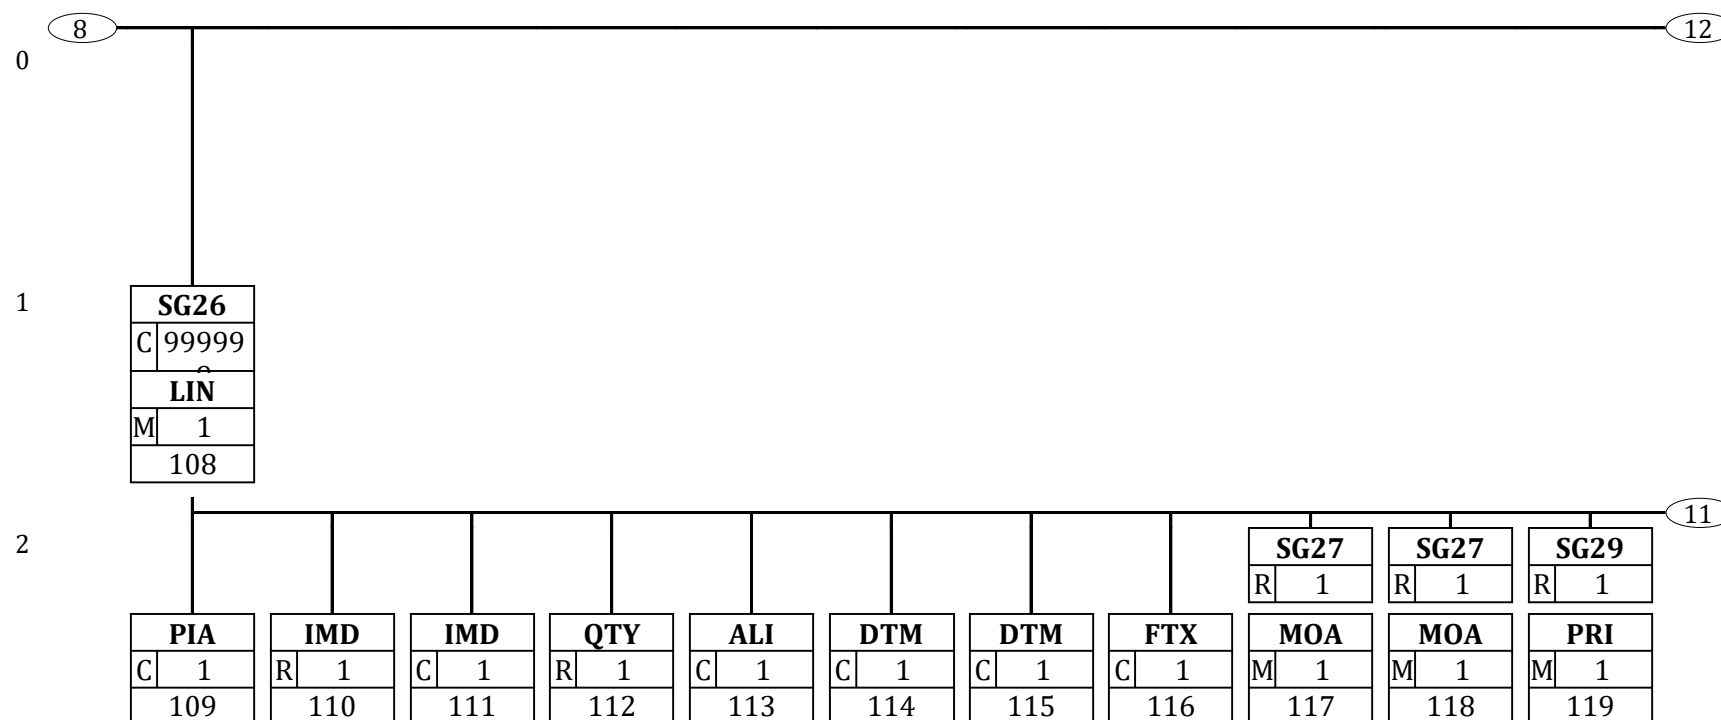 8 12
0
1 SG26
C 99999
LIN
M 1
108
11
2
SG27 SG27 SG29
R 1 R 1 R 1
PIA IMD IMD QTY ALI DTM DTM FTX MOA MOA PRI
C 1 R 1 C 1 R 1 C 1 C 1 C 1 C 1 M 1 M 1 M 1
109 110 111 112 113 114 115 116 117 118 119